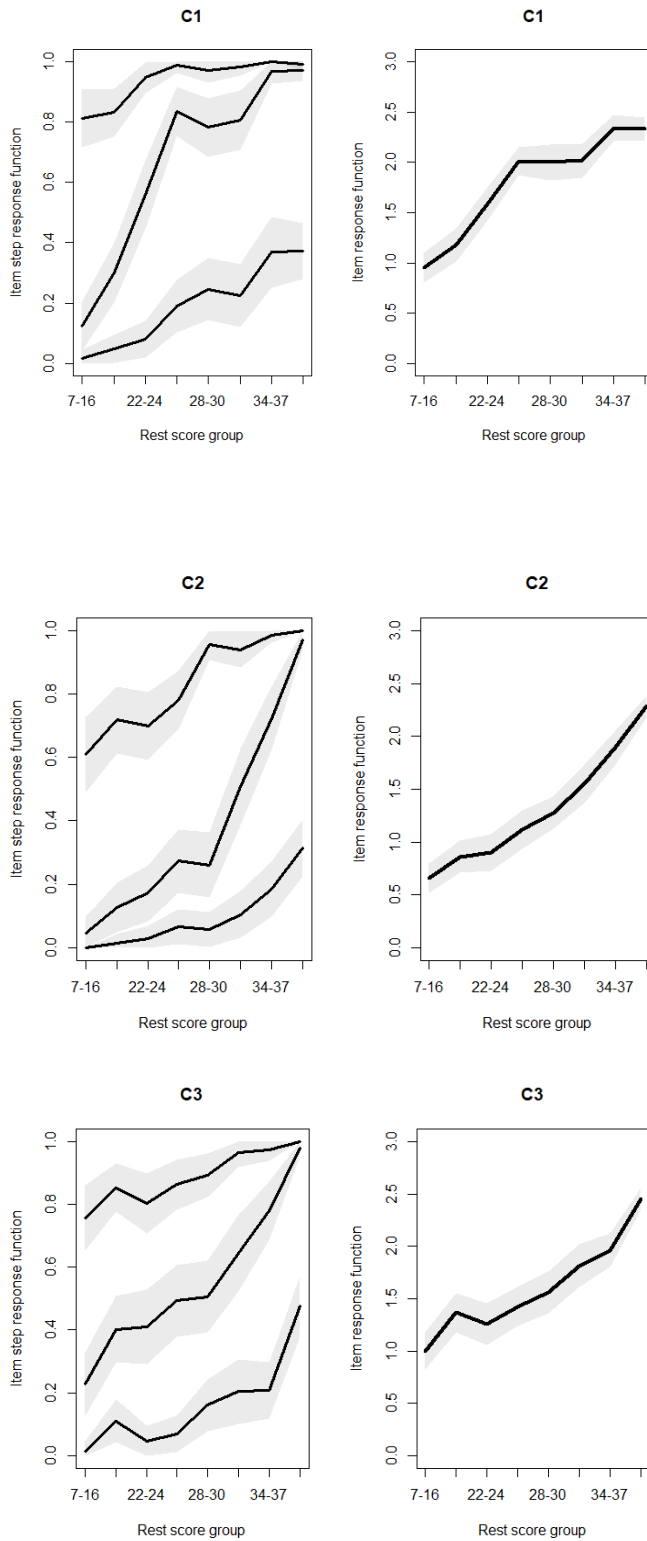 C1
C1
Item step response function
0.0 0.2 0.4 0.6 0.8 1.0
7-16 22-24 28-30 34-37
Rest score group
Item response function
0.0 0.5 1.0 1.5 2.0 2.5 3.0
7-16 22-24 28-30 34-37
Rest score group
C2
C2
Item step response function
0.0 0.2 0.4 0.6 0.8 1.0
7-16 22-24 28-30 34-37
Rest score group
Item response function
0.0 0.5 1.0 1.5 2.0 2.5 3.0
7-16 22-24 28-30 34-37
Rest score group
C3
C3
Item step response function
0.0 0.2 0.4 0.6 0.8 1.0
7-16 22-24 28-30 34-37
Rest score group
Item response function
0.0 0.5 1.0 1.5 2.0 2.5 3.0
7-16 22-24 28-30 34-37
Rest score group